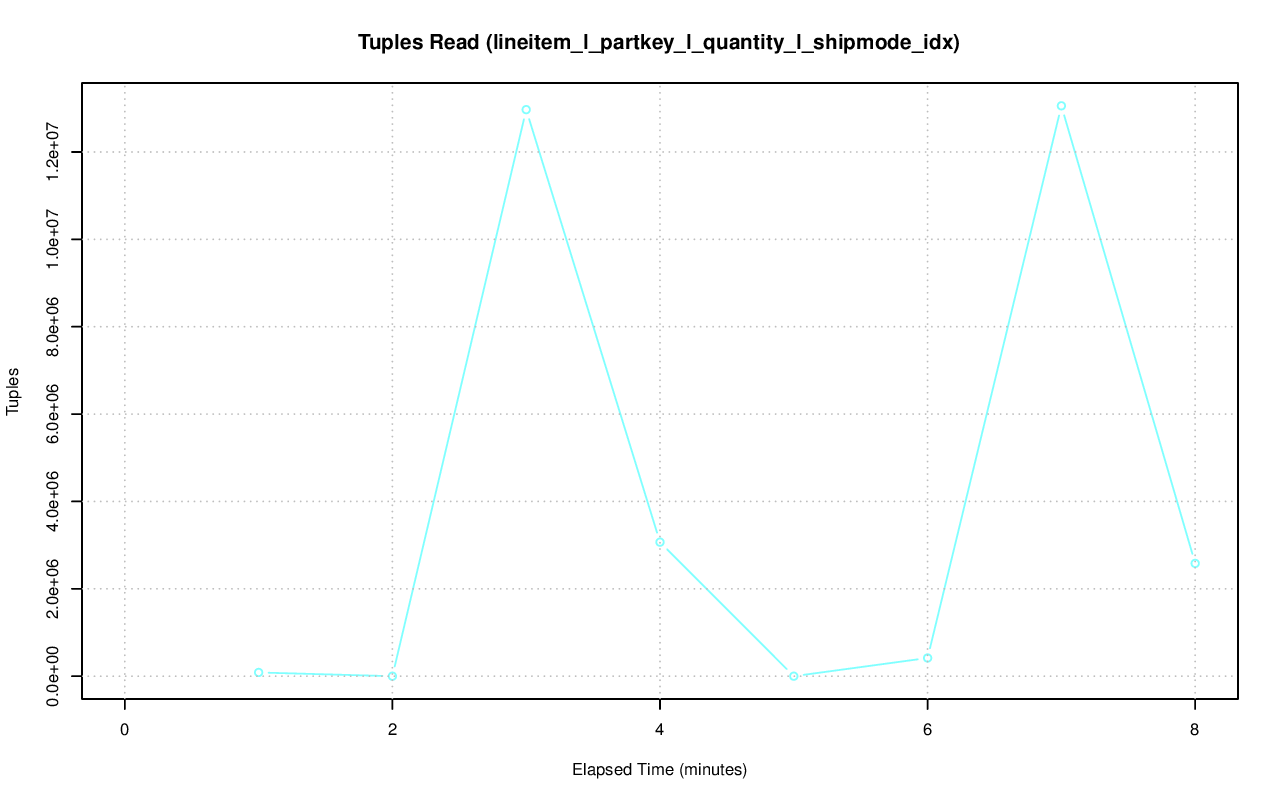 Tuples Read (lineitem_l_partkey_l_quantity_l_shipmode_idx)
Tuples
1.2e+07
1.0e+07
8.0e+06
6.0e+06
4.0e+06
2.0e+06
0.0e+00
0 2 4 6 8
Elapsed Time (minutes)